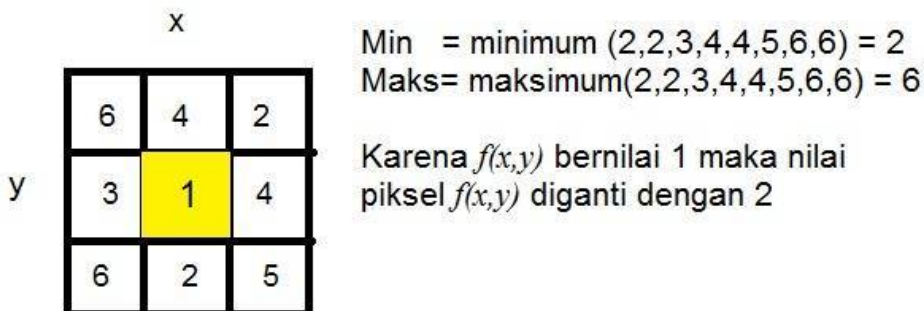 x
Min = minimum (2,2,3,4,4,5,6,6) = 2
Maks= maksimum(2,2,3,4,4,5,6,6) = 6
6 4 2
y 3 1 4
6 2 5
Karena f(x,y) bernilai 1 maka nilai
piksel f(x,y) diganti dengan 2